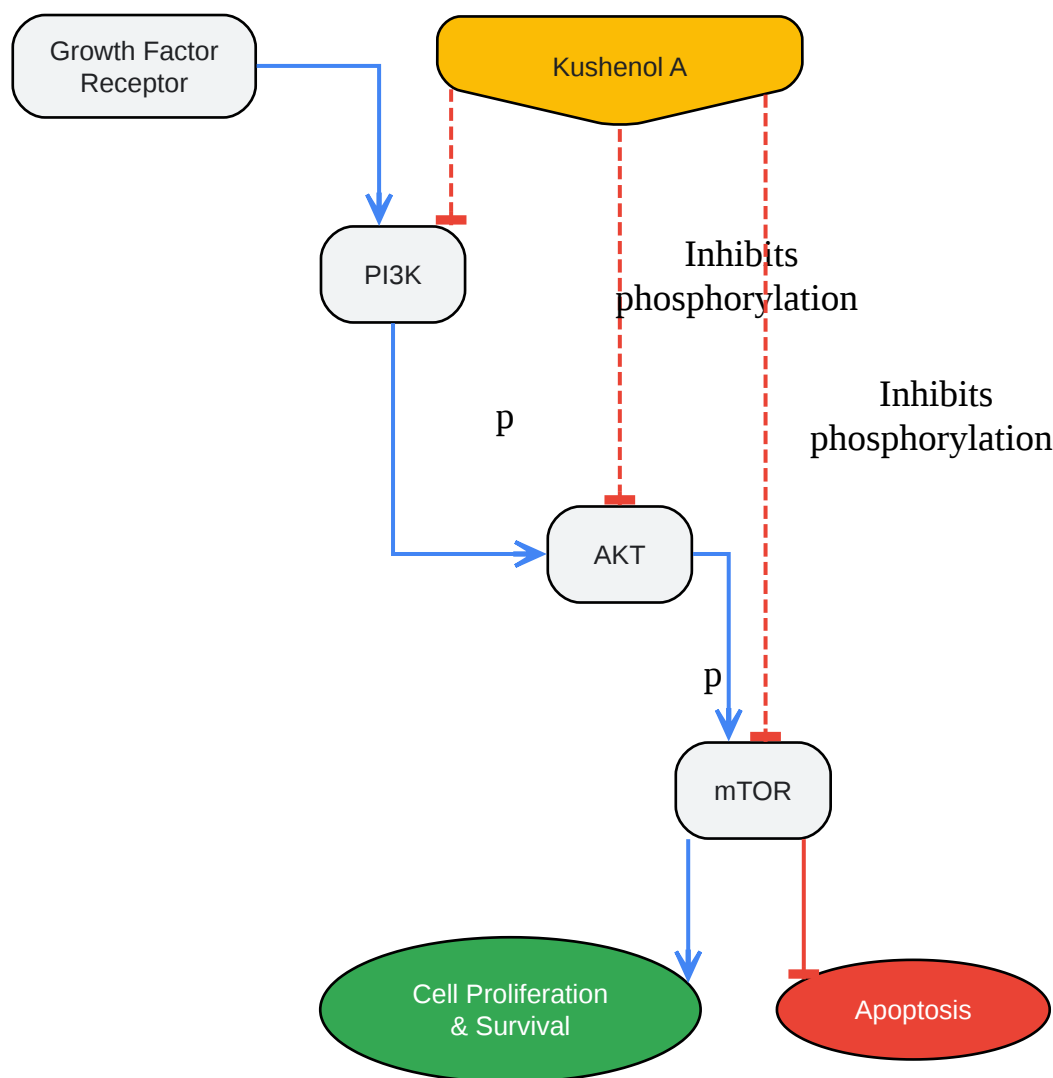 Growth Factor
Receptor
Kushenol A
PI3K
Inhibits
phosphorylation
Inhibits
phosphorylation
p
AKT
p
mTOR
Cell Proliferation
& Survival
Apoptosis